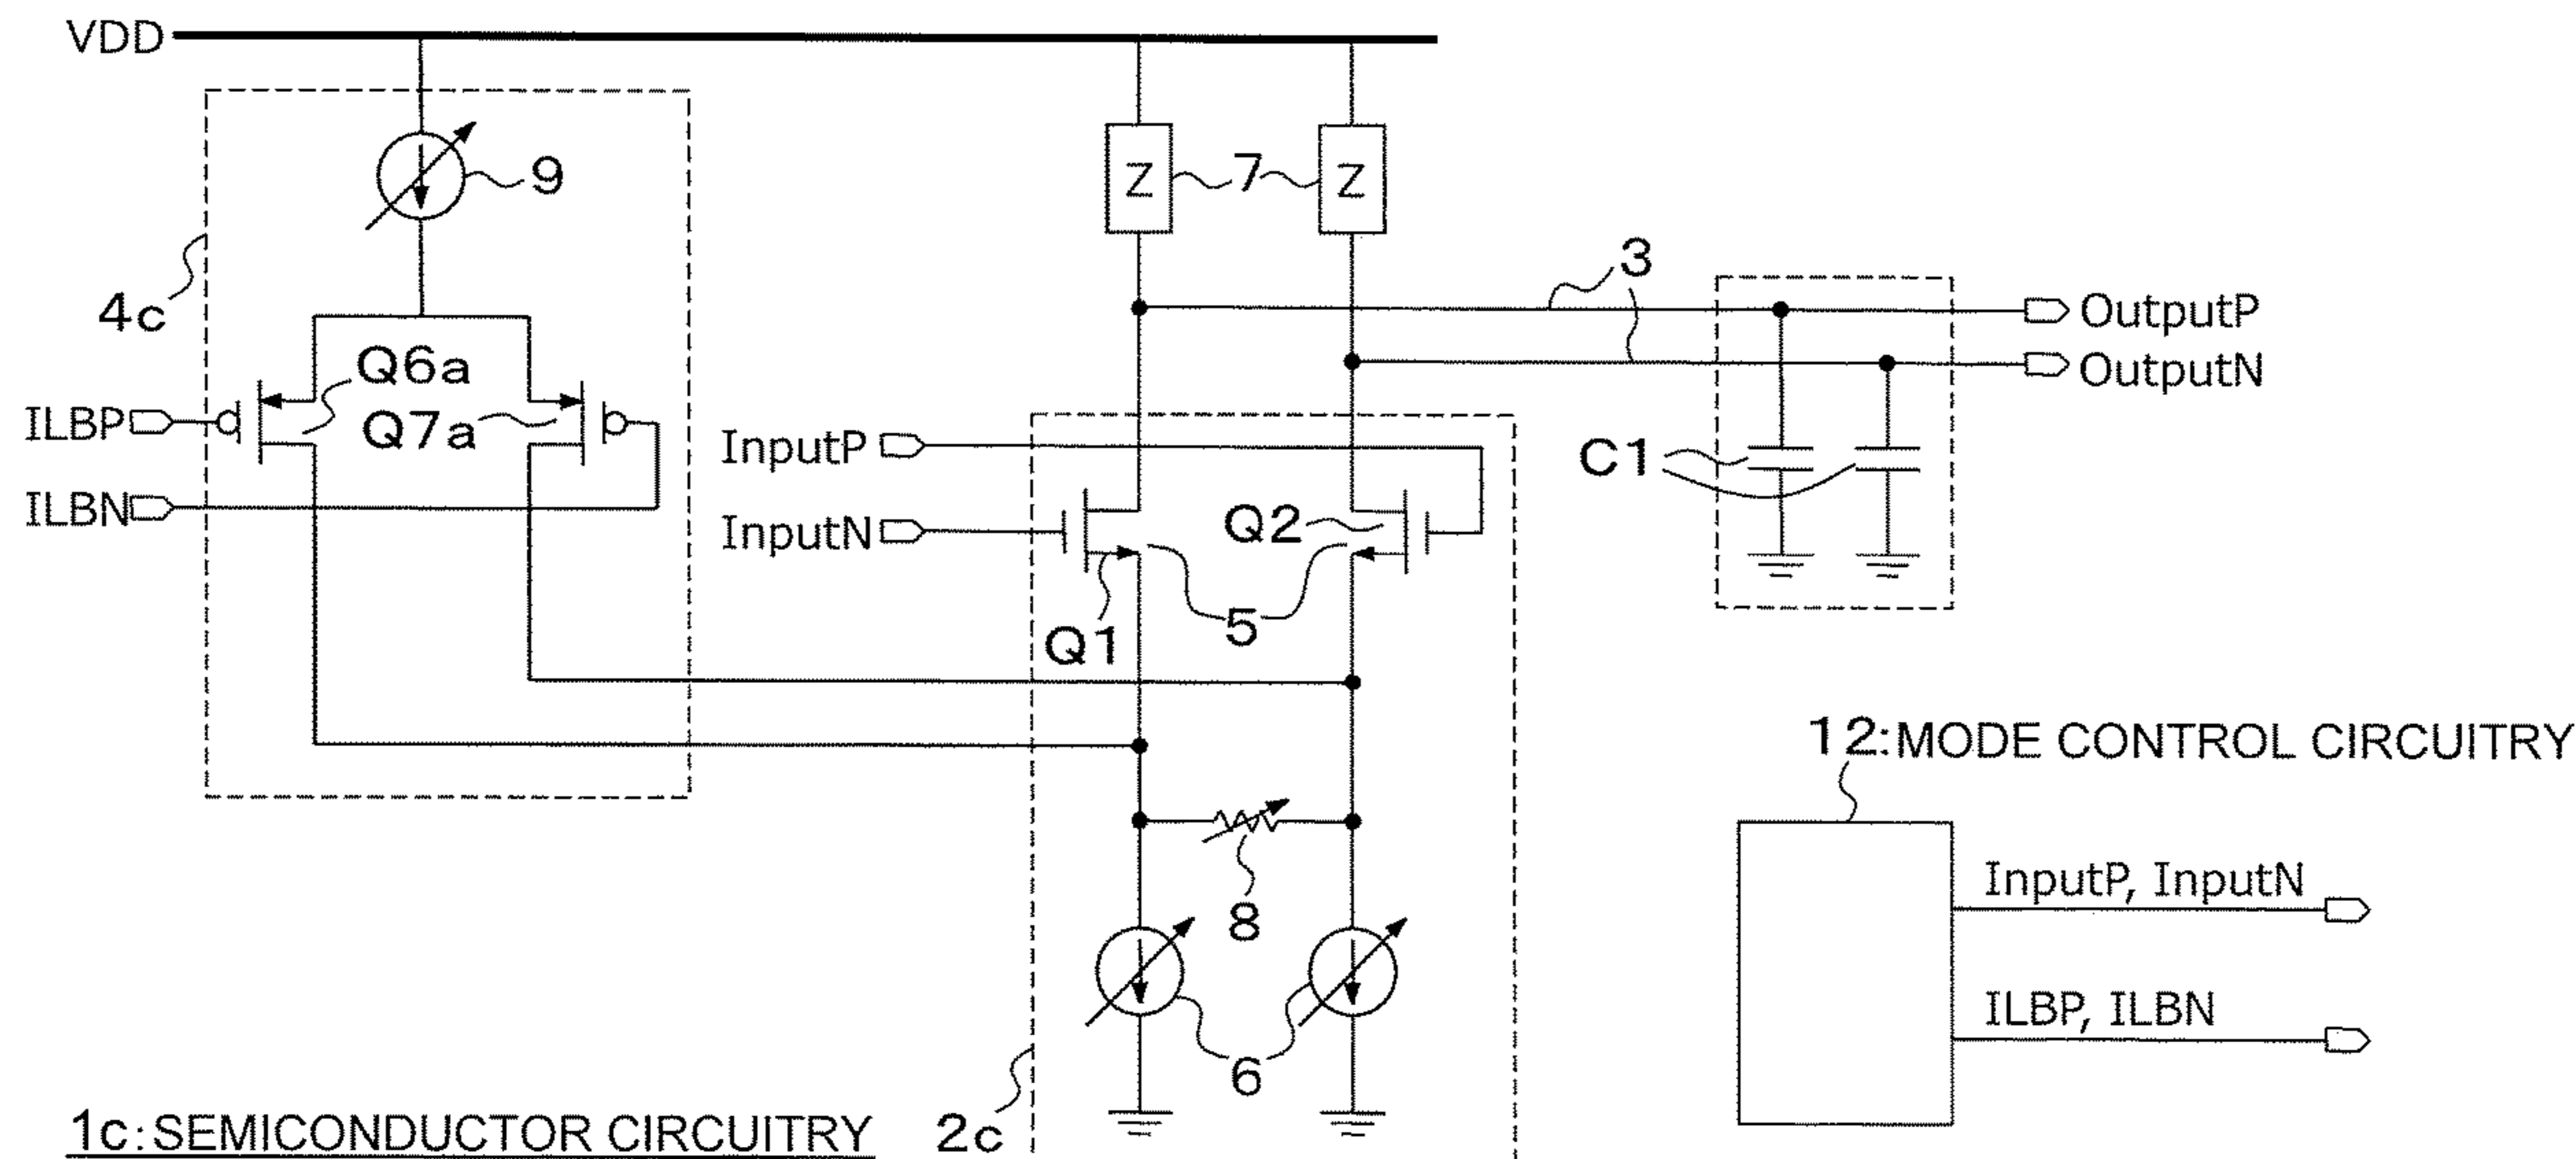 VDD
9
Z
7
Z
3
4c
OutputP
OutputN
Q6a
Q7a
ILBP
ILBN
InputP
InputN
C1
Q2
Q1
5
12:MODE CONTROL CIRCUITRY
8
InputP, InputN
ILBP, ILBN
6
1c:SEMICONDUCTOR CIRCUITRY
2c